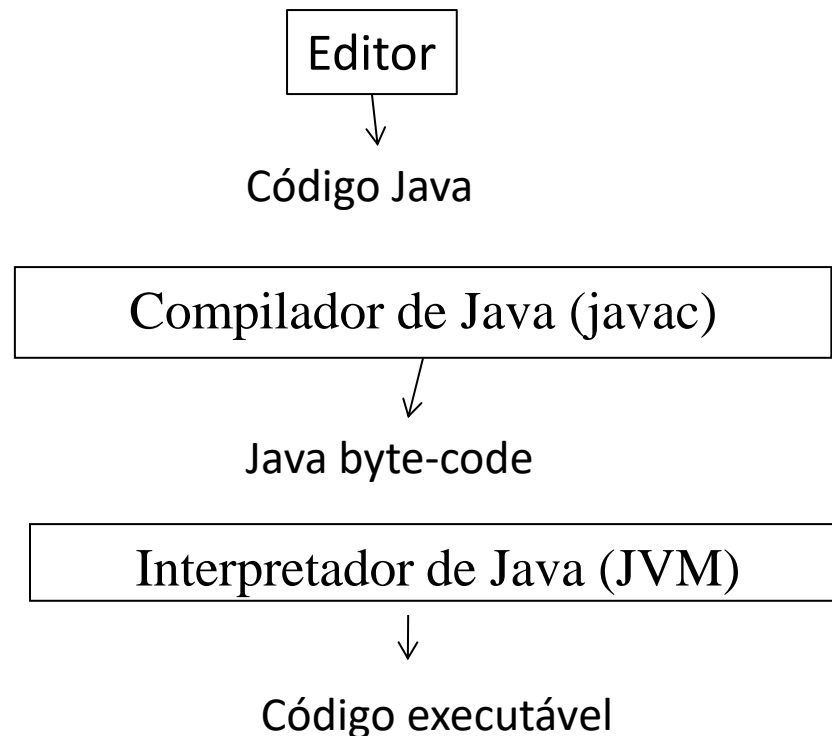 Editor
Código Java
Compilador de Java (javac)
Java byte-code
Interpretador de Java (JVM)
Código executável